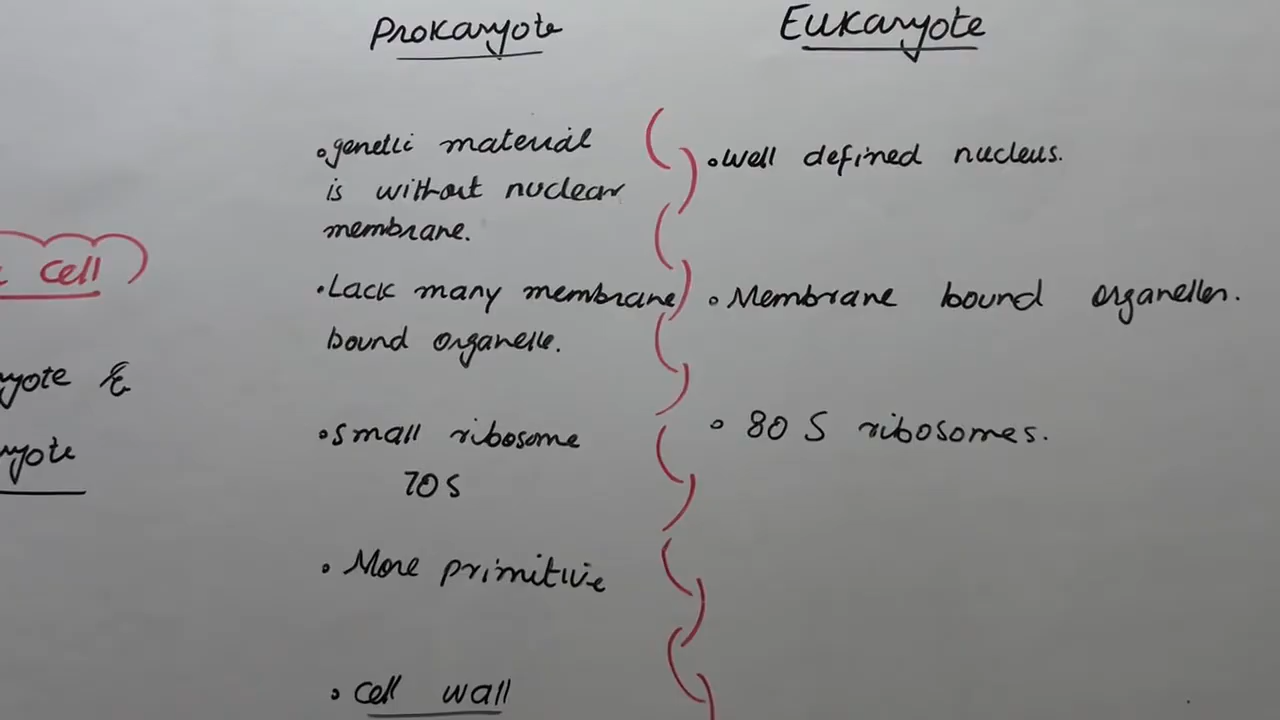 Prokaryote
Eukaryote
•genetic material
is without nuclear
membrane.
•Well defined nucleus.
cell
•Lack many membrane
bound organelle.
•Membrane bound organelles.
yote &
yote
•Small ribosome
70 S
• 80 S ribosomes.
• More primitive
• Cell wall